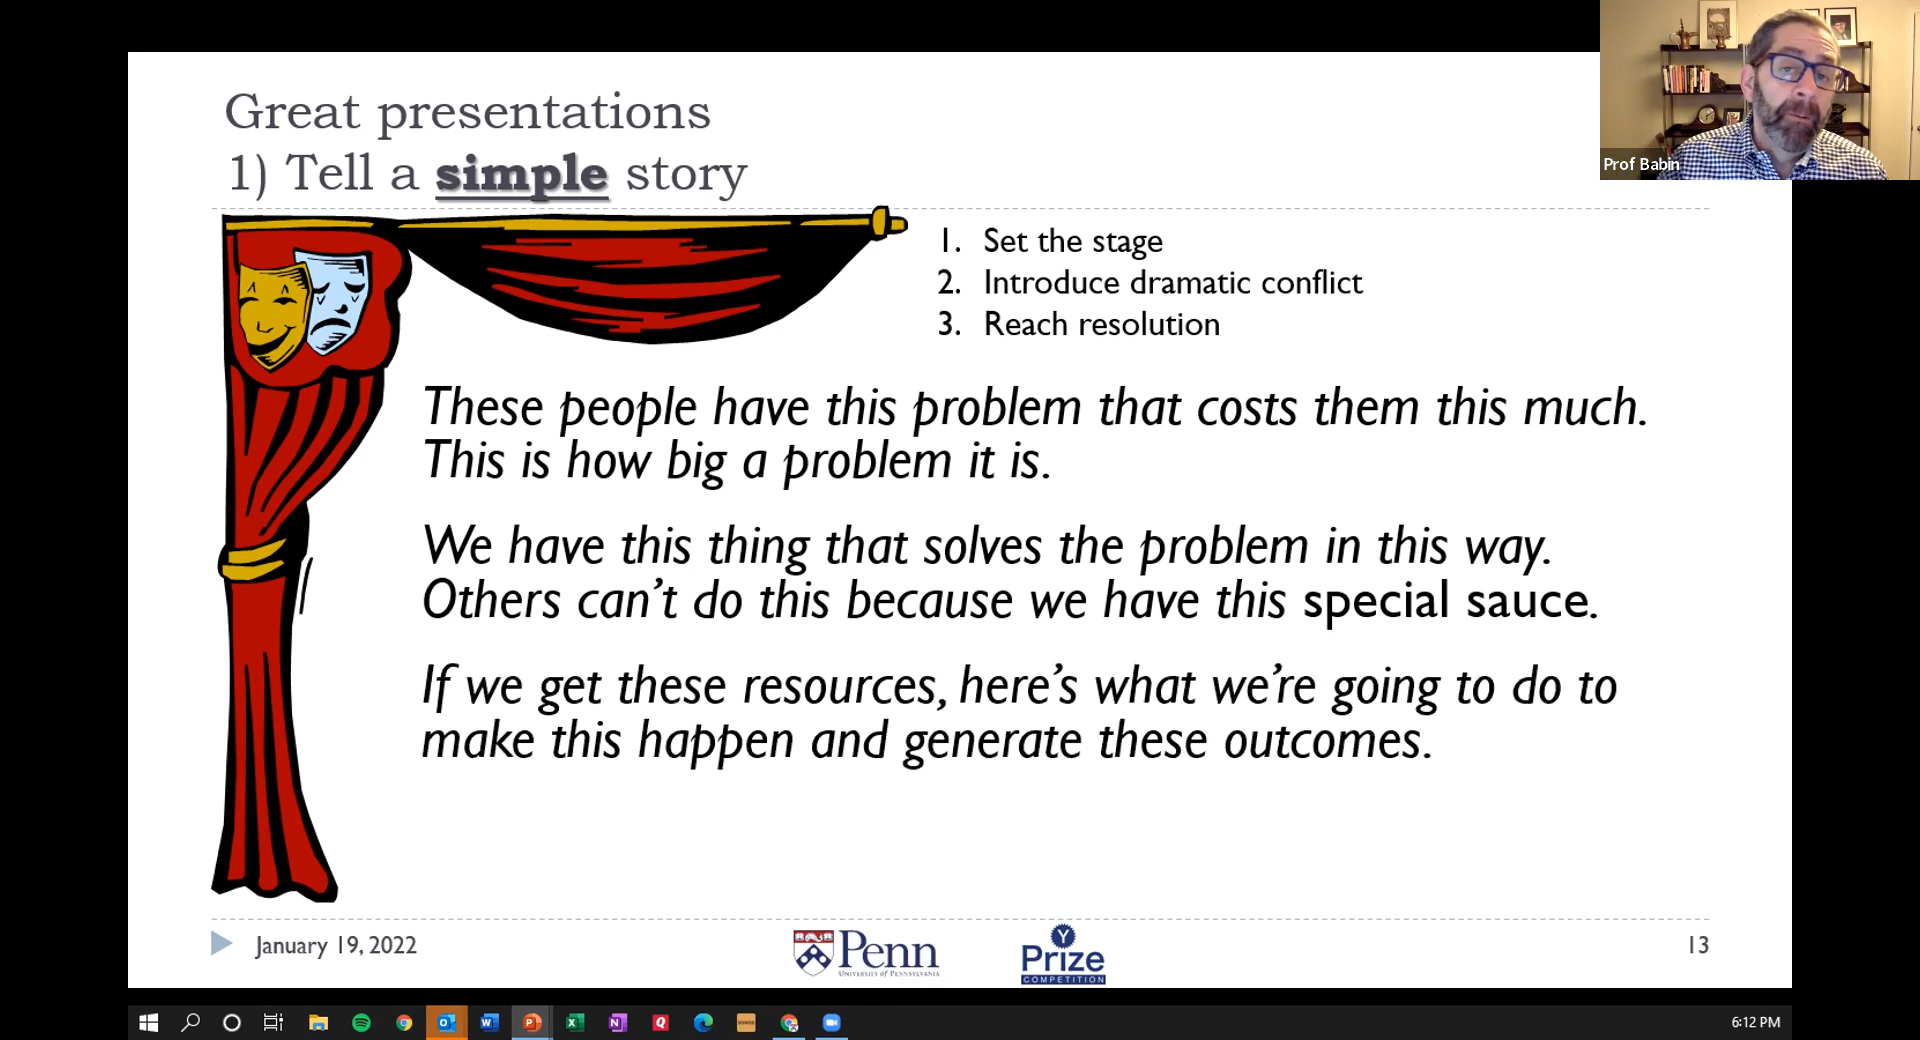 Great presentations
1) Tell a simple story
Prof Babin
1. Set the stage
2. Introduce dramatic conflict
3. Reach resolution
These people have this problem that costs them this much.
This is how big a problem it is.
We have this thing that solves the problem in this way.
Others can't do this because we have this special sauce.
If we get these resources, here's what we're going to do to
make this happen and generate these outcomes.
January 19, 2022
Penn
UNIVERSITY of PENNSYLVANIA
Y
Prize
COMPETITION
13
6:12 PM